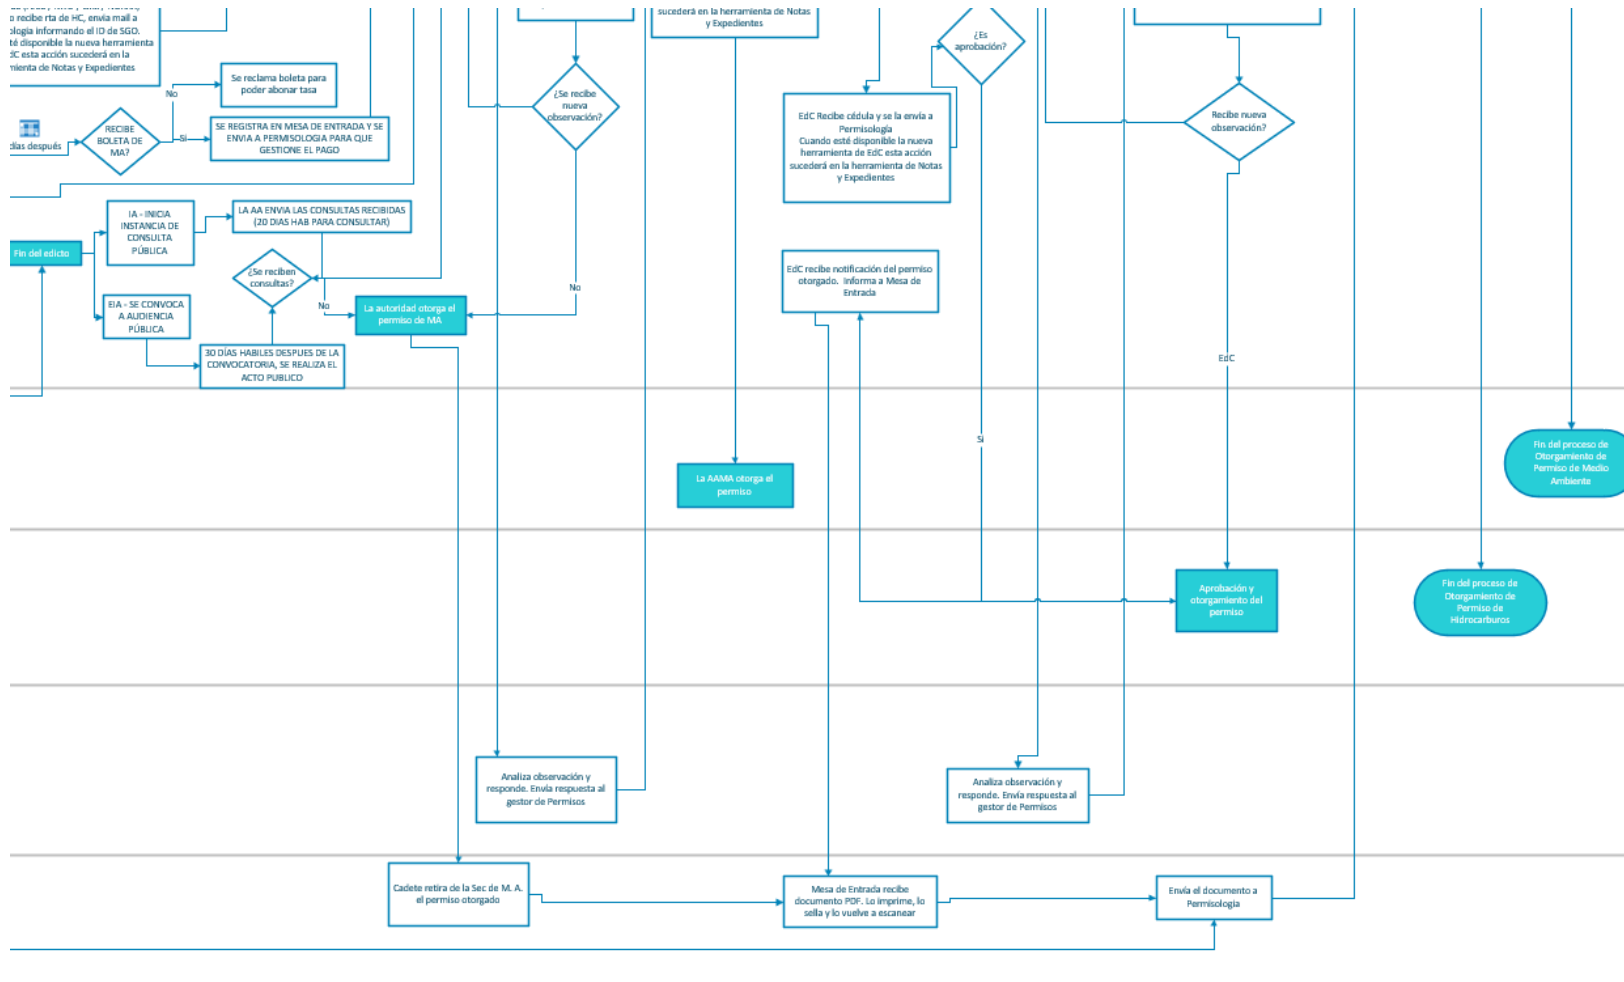 o recibe rta de HC, envia mail a
ología informando el ID de SGD.
té disponible la nueva herramienta
dC esta acción sucederá en la
mienta de Notas y Expedientes
sucederá en la herramienta de Notas
y Expedientes
¿Es
aprobación?
Se reclama boleta para
poder abonar tasa
No
¿Se recibe
nueva
observación?
RECIBE
BOLETA DE
MA?
días después
Si
SE REGISTRA EN MESA DE ENTRADA Y SE
ENVIA A PERMISOLOGIA PARA QUE
GESTIONE EL PAGO
EdC Recibe cédula y se la envía a
Permisología
Cuando esté disponible la nueva
herramienta de EdC esta acción
sucederá en la herramienta de Notas
y Expedientes
Recibe nueva
observación?
IA - INICIA
INSTANCIA DE
CONSULTA
PÚBLICA
LA AA ENVIA LAS CONSULTAS RECIBIDAS
(20 DIAS HAB PARA CONSULTAR)
Fin del edicto
¿Se reciben
consultas?
No
EIA - SE CONVOCA
A AUDIENCIA
PÚBLICA
La autoridad otorga el
permiso de MA
No
30 DÍAS HABILES DESPUES DE LA
CONVOCATORIA, SE REALIZA EL
ACTO PUBLICO
EdC recibe notificación del permiso
otorgado. Informa a Mesa de
Entrada
EdC
Si
La AAMA otorga el
permiso
Fin del proceso de
Otorgamiento de
Permiso de Medio
Ambiente
Aprobación y
otorgamiento del
permiso
Fin del proceso de
Otorgamiento de
Permiso de
Hidrocarburos
Analiza observación y
responde. Envía respuesta al
gestor de Permisos
Analiza observación y
responde. Envía respuesta al
gestor de Permisos
Cadete retira de la Sec de M. A.
el permiso otorgado
Mesa de Entrada recibe
documento PDF. Lo imprime, lo
sella y lo vuelve a escanear
Envía el documento a
Permisologia